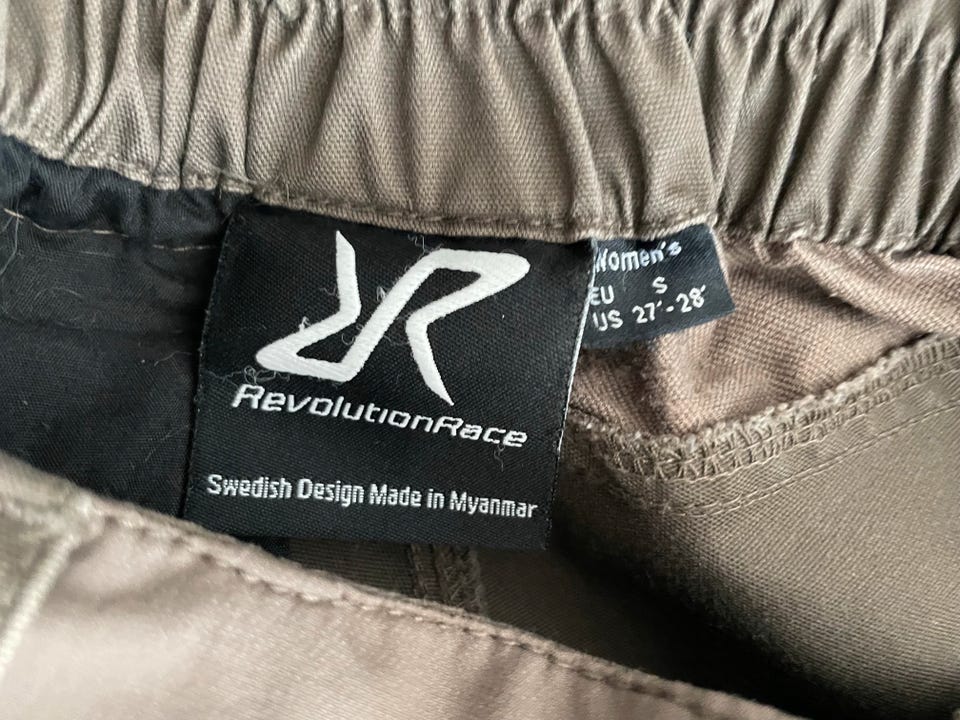 RevolutionRace
Swedish Design Made in Myanmar
Women's
EU S
US 27"-28"